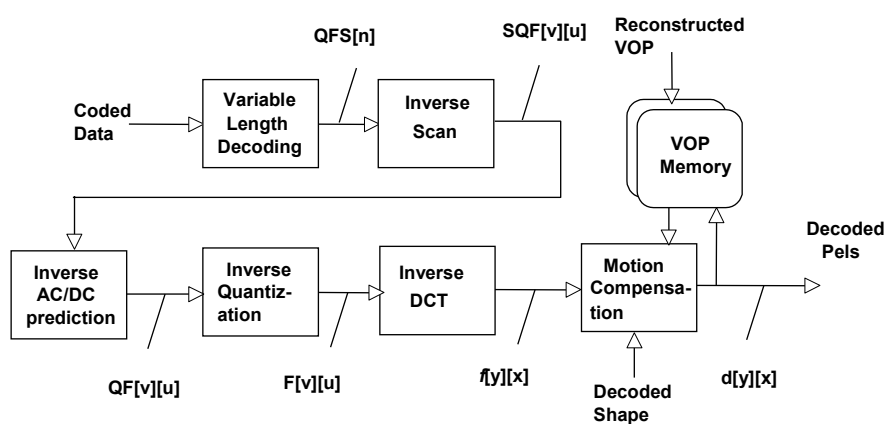 QFS[n]
SQF[v][u]
Reconstructed
VOP
Coded
Data
Variable
Length
Decoding
Inverse
Scan
VOP
Memory
Decoded
Pels
Inverse
AC/DC
prediction
Inverse
Quantiz-
ation
Inverse
DCT
Motion
Compensa-
tion
QF[v][u]
F[v][u]
f[y][x]
Decoded
Shape
d[y][x]